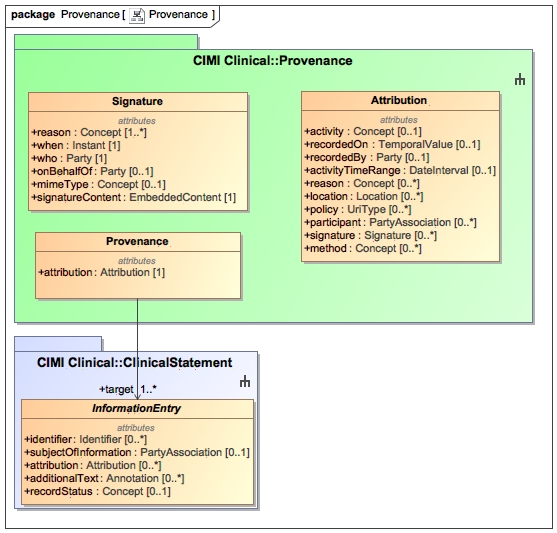 package Provenance [ Provenance ]
CIMI Clinical::Provenance
Signature
attributes
+reason : Concept [1..*]
+when : Instant [1]
+who : Party [1]
+onBehalfOf : Party [0..1]
+mimeType : Concept [0..1]
+signatureContent : EmbeddedContent [1]
Attribution
attributes
+activity : Concept [0..1]
+recordedOn : TemporalValue [0..1]
+recordedBy : Party [0..1]
+activityTimeRange : DateInterval [0..1]
+reason : Concept [0..*]
+location : Location [0..*]
+policy : UriType [0..*]
+participant : PartyAssociation [0..*]
+signature : Signature [0..*]
+method : Concept [0..*]
Provenance
attributes
+attribution : Attribution [1]
CIMI Clinical::ClinicalStatement
+target 1..*
InformationEntry
attributes
+identifier : Identifier [0..*]
+subjectOfInformation : PartyAssociation [0..1]
+attribution : Attribution [0..*]
+additionalText : Annotation [0..*]
+recordStatus : Concept [0..1]